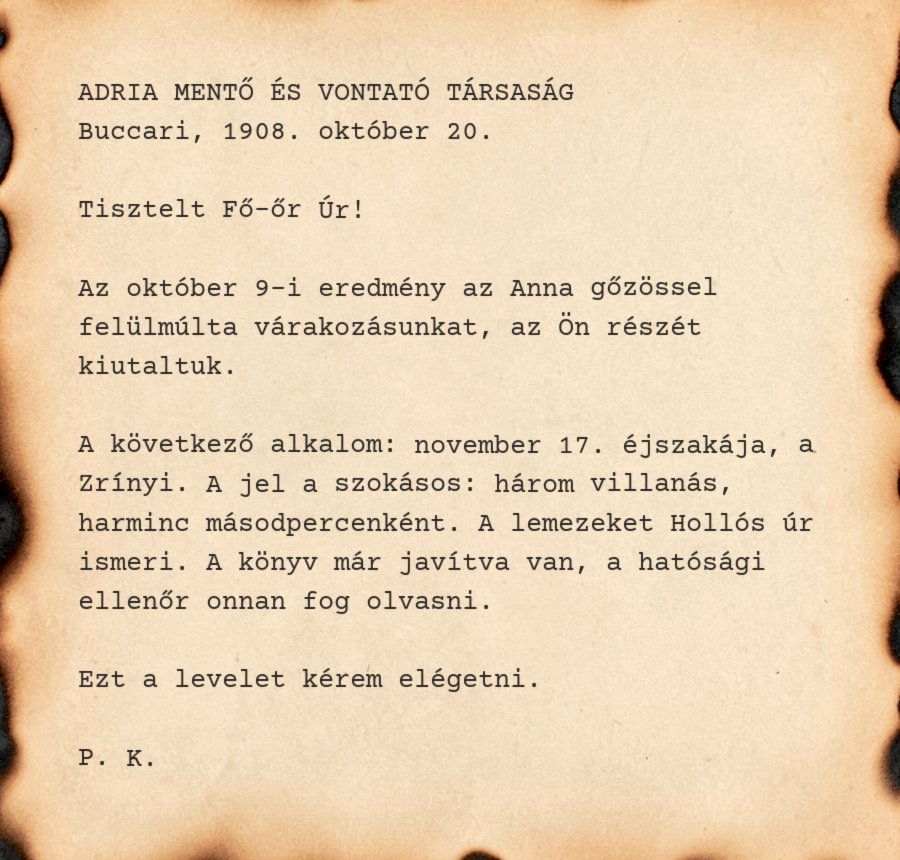 ADRIA MENTŐ ÉS VONTATÓ TÁRSASÁG
Buccari, 1908. október 20.
Tisztelt Fő-őr Úr!
Az október 9-i eredmény az Anna gőzössel
felülmúlta várakozásunkat, az Ön részét
kiutaltuk.
A következő alkalom: november 17. éjszakája, a
Zrínyi. A jel a szokásos: három villanás,
harminc másodpercenként. A lemezeket Hollós úr
ismeri. A könyv már javítva van, a hatósági
ellenőr onnan fog olvasni.
Ezt a levelet kérem elégetni.
P. K.